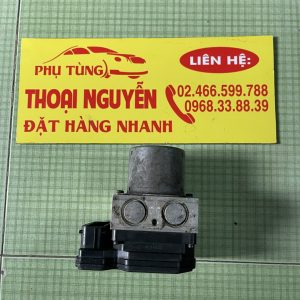 PHỤ TÙNG
LIÊN HỆ:
THOẠI NGUYỄN
02.466.599.788
0968.33.88.39
ĐẶT HÀNG NHANH